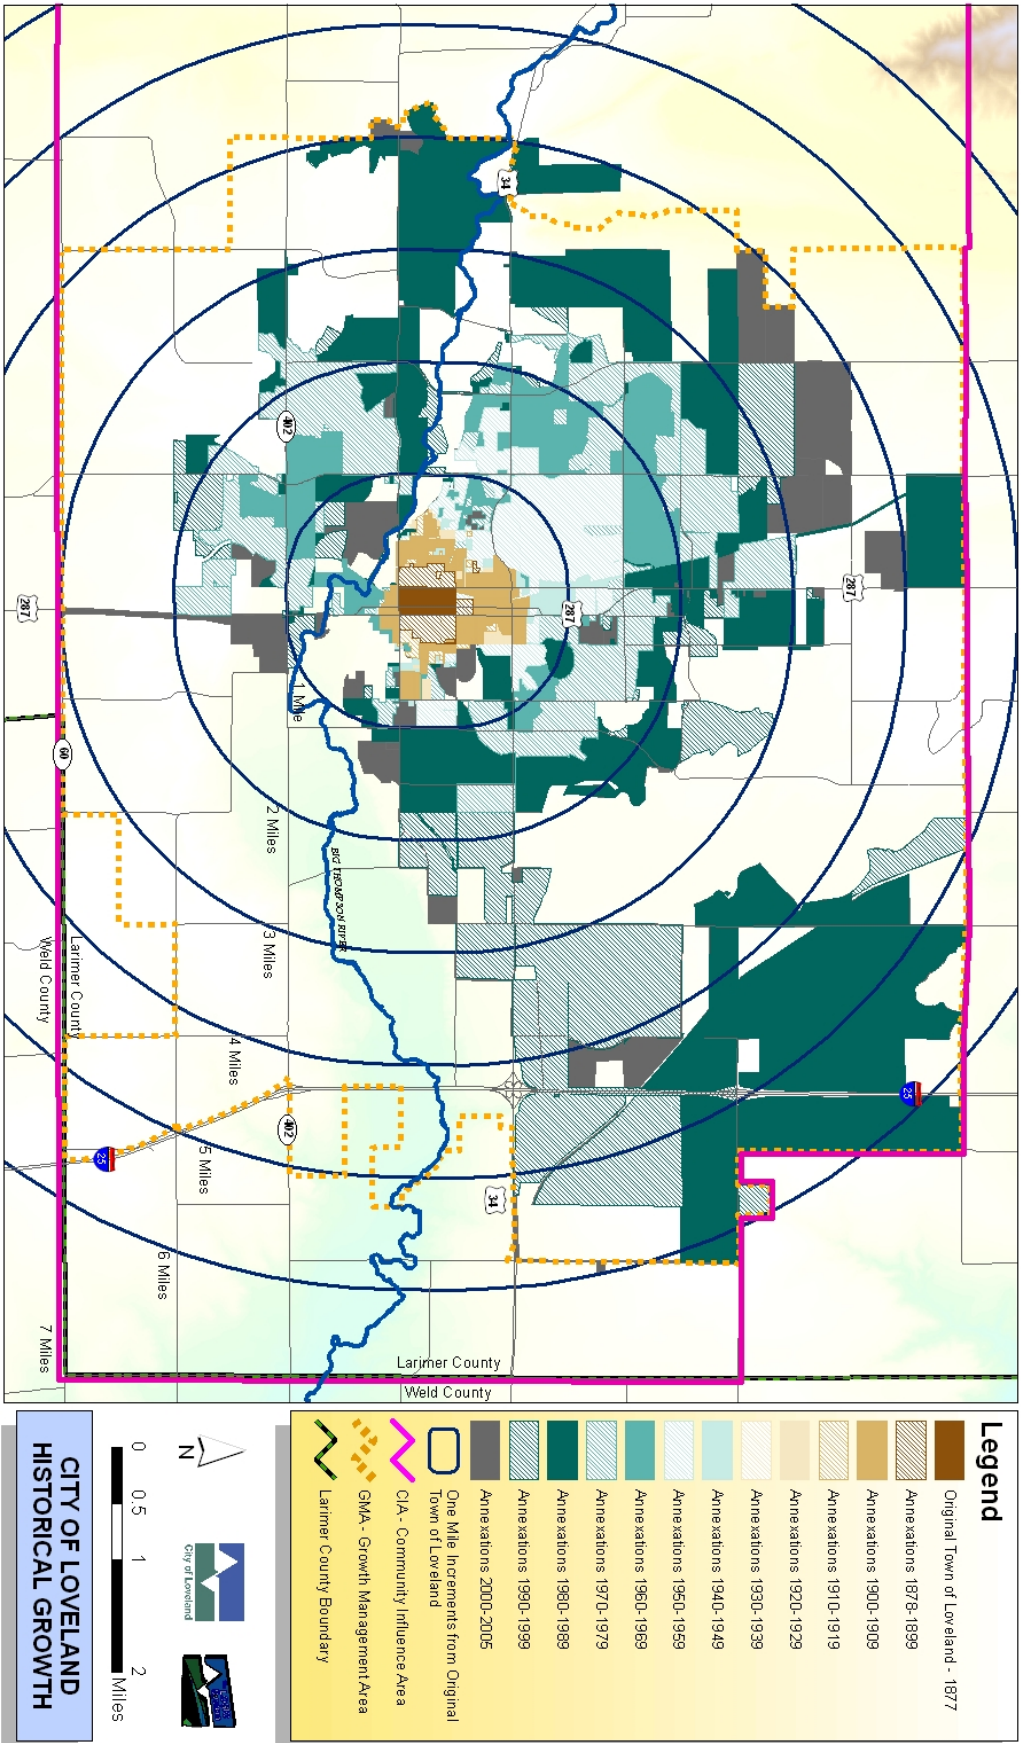 34
402
287
287
287
60
1 Mile
2 Miles
3 Miles
4 Miles
5 Miles
6 Miles
7 Miles
BIG THOMPSON RIVER
Larimer County
Weld County
25
402
25
34
Larimer County
Weld County
Legend
Original Town of Loveland - 1877
Annexations 1878-1899
Annexations 1900-1909
Annexations 1910-1919
Annexations 1920-1929
Annexations 1930-1939
Annexations 1940-1949
Annexations 1950-1959
Annexations 1960-1969
Annexations 1970-1979
Annexations 1980-1989
Annexations 1990-1999
Annexations 2000-2005
One Mile Increments from Original
Town of Loveland
CIA - Community Influence Area
GMA - Growth Management Area
Larimer County Boundary
N
City of Loveland
0 0.5 1 2
Miles
CITY OF LOVELAND
HISTORICAL GROWTH